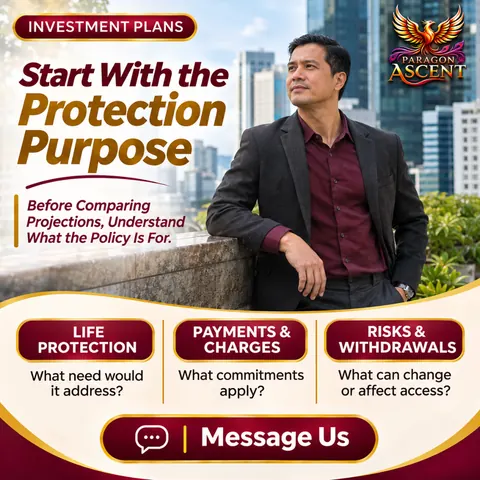 INVESTMENT PLANS
PARAGON
ASCENT
Start With the
Protection
Purpose
Before Comparing
Projections, Understand
What the Policy Is For.
LIFE
PROTECTION
What need would
it address?
PAYMENTS &
CHARGES
What commitments
apply?
RISKS &
WITHDRAWALS
What can change
or affect access?
Message Us